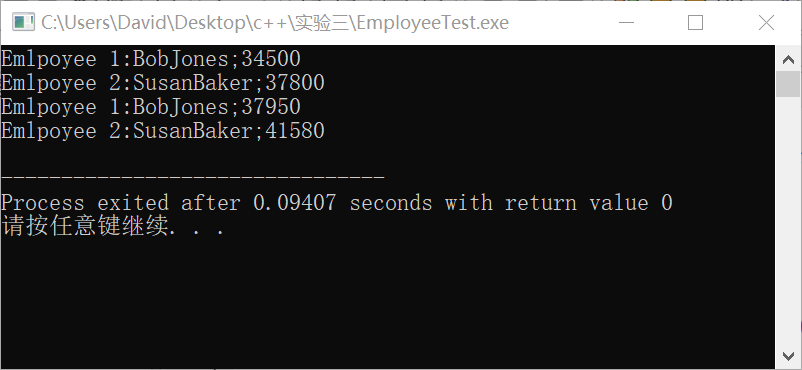 C:\Users\David\Desktop\c++\实验三\EmployeeTest.exe
Emlpoyee 1:BobJones;34500
Emlpoyee 2:SusanBaker;37800
Emlpoyee 1:BobJones;37950
Emlpoyee 2:SusanBaker;41580
--------------------------------
Process exited after 0.09407 seconds with return value 0
请按任意键继续. . .